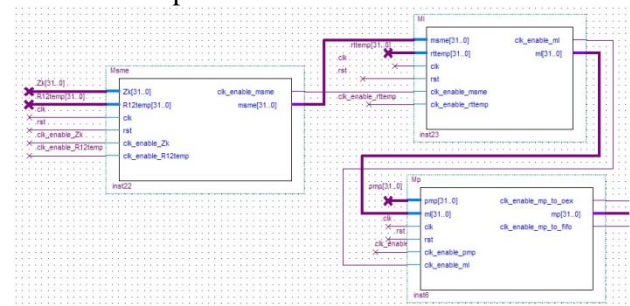 Msme
Zk[31..0]
R12temp[31..0]
clk
rst
clk_enable_Zk
clk_enable_R12temp
Zk[31..0] clk_enable_msme
R12temp[31..0] msme[31..0]
clk
rst
clk_enable_Zk
clk_enable_R12temp
inst22
Ml
rttemp[31..0]
clk
rst
clk_enable_rttemp
msme[31..0] clk_enable_ml
rttemp[31..0] ml[31..0]
clk
rst
clk_enable_msme
clk_enable_rttemp
inst23
Mp
pmp[31..0]
clk
rst
clk_enable
pmp[31..0] clk_enable_mp_to_oex
ml[31..0] mp[31..0]
clk clk_enable_mp_to_fifo
rst
clk_enable_pmp
clk_enable_ml
inst6